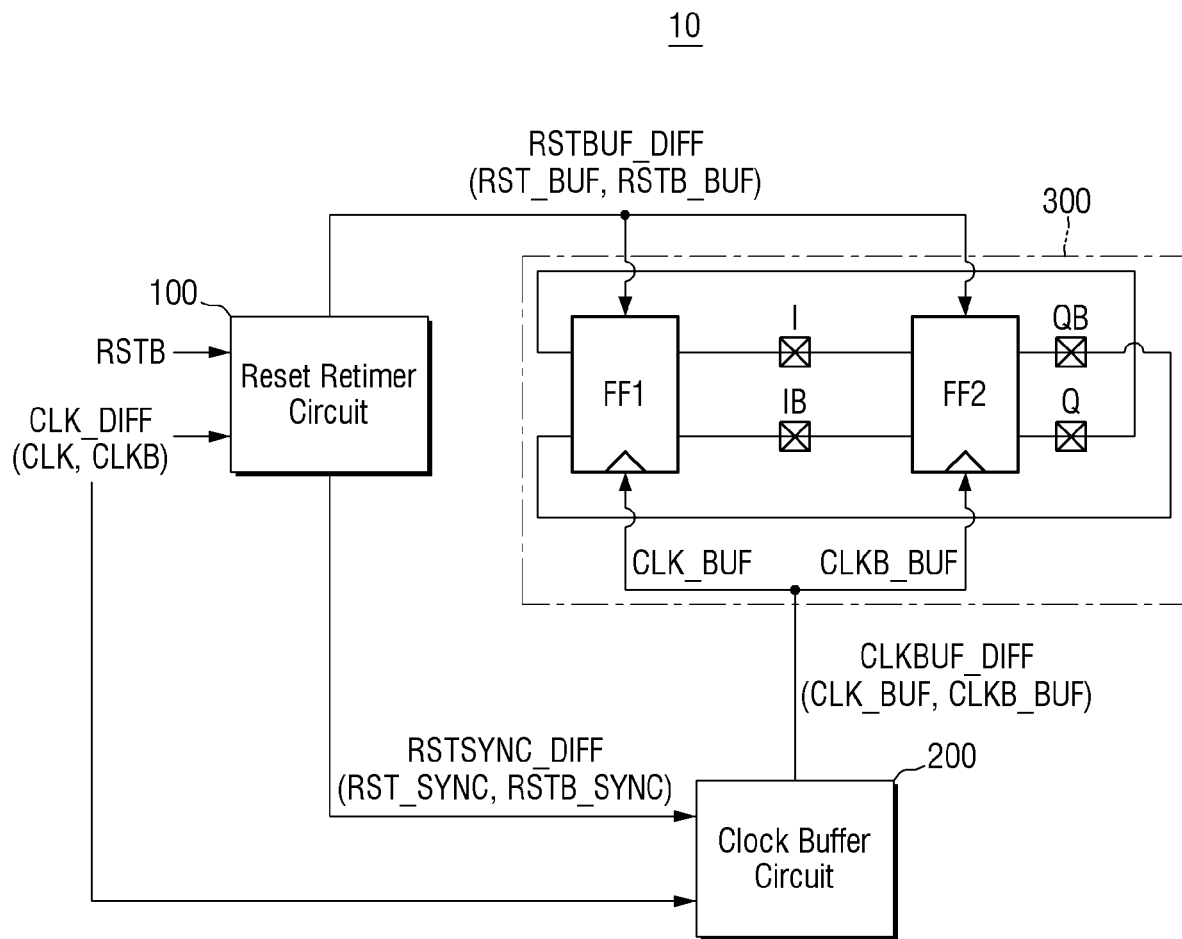 10
RSTBUF_DIFF
(RST_BUF, RSTB_BUF)
300
100
RSTB
CLK_DIFF
(CLK, CLKB)
Reset Retimer
Circuit
FF1
I
IB
FF2
QB
Q
CLK_BUF
CLKB_BUF
CLKBUF_DIFF
(CLK_BUF, CLKB_BUF)
RSTSYNC_DIFF
(RST_SYNC, RSTB_SYNC)
200
Clock Buffer
Circuit